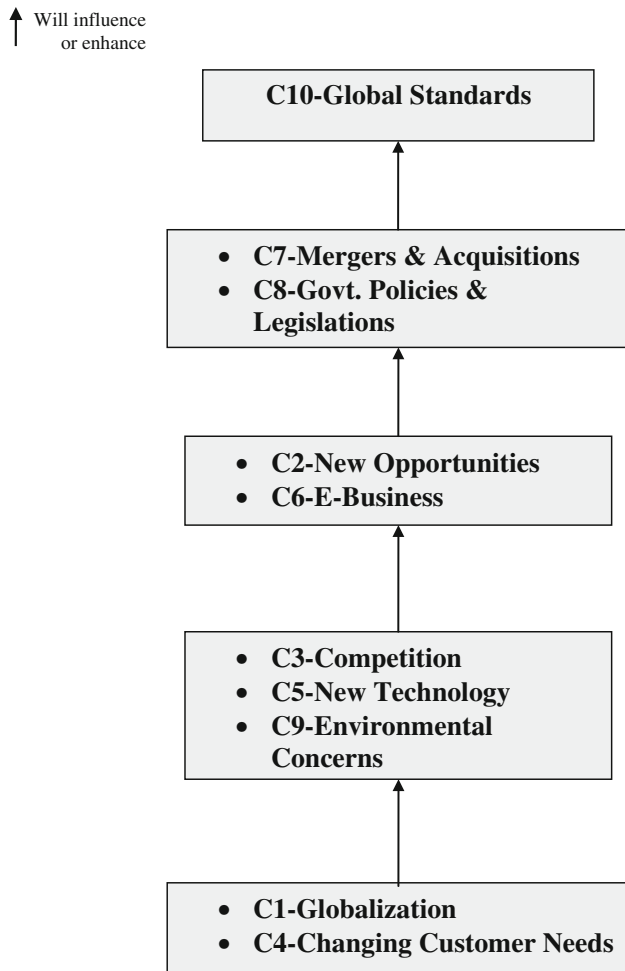 Will influence
or enhance
C10-Global Standards
• C7-Mergers & Acquisitions
• C8-Govt. Policies &
Legislations
• C2-New Opportunities
• C6-E-Business
• C3-Competition
• C5-New Technology
• C9-Environmental
Concerns
• C1-Globalization
• C4-Changing Customer Needs